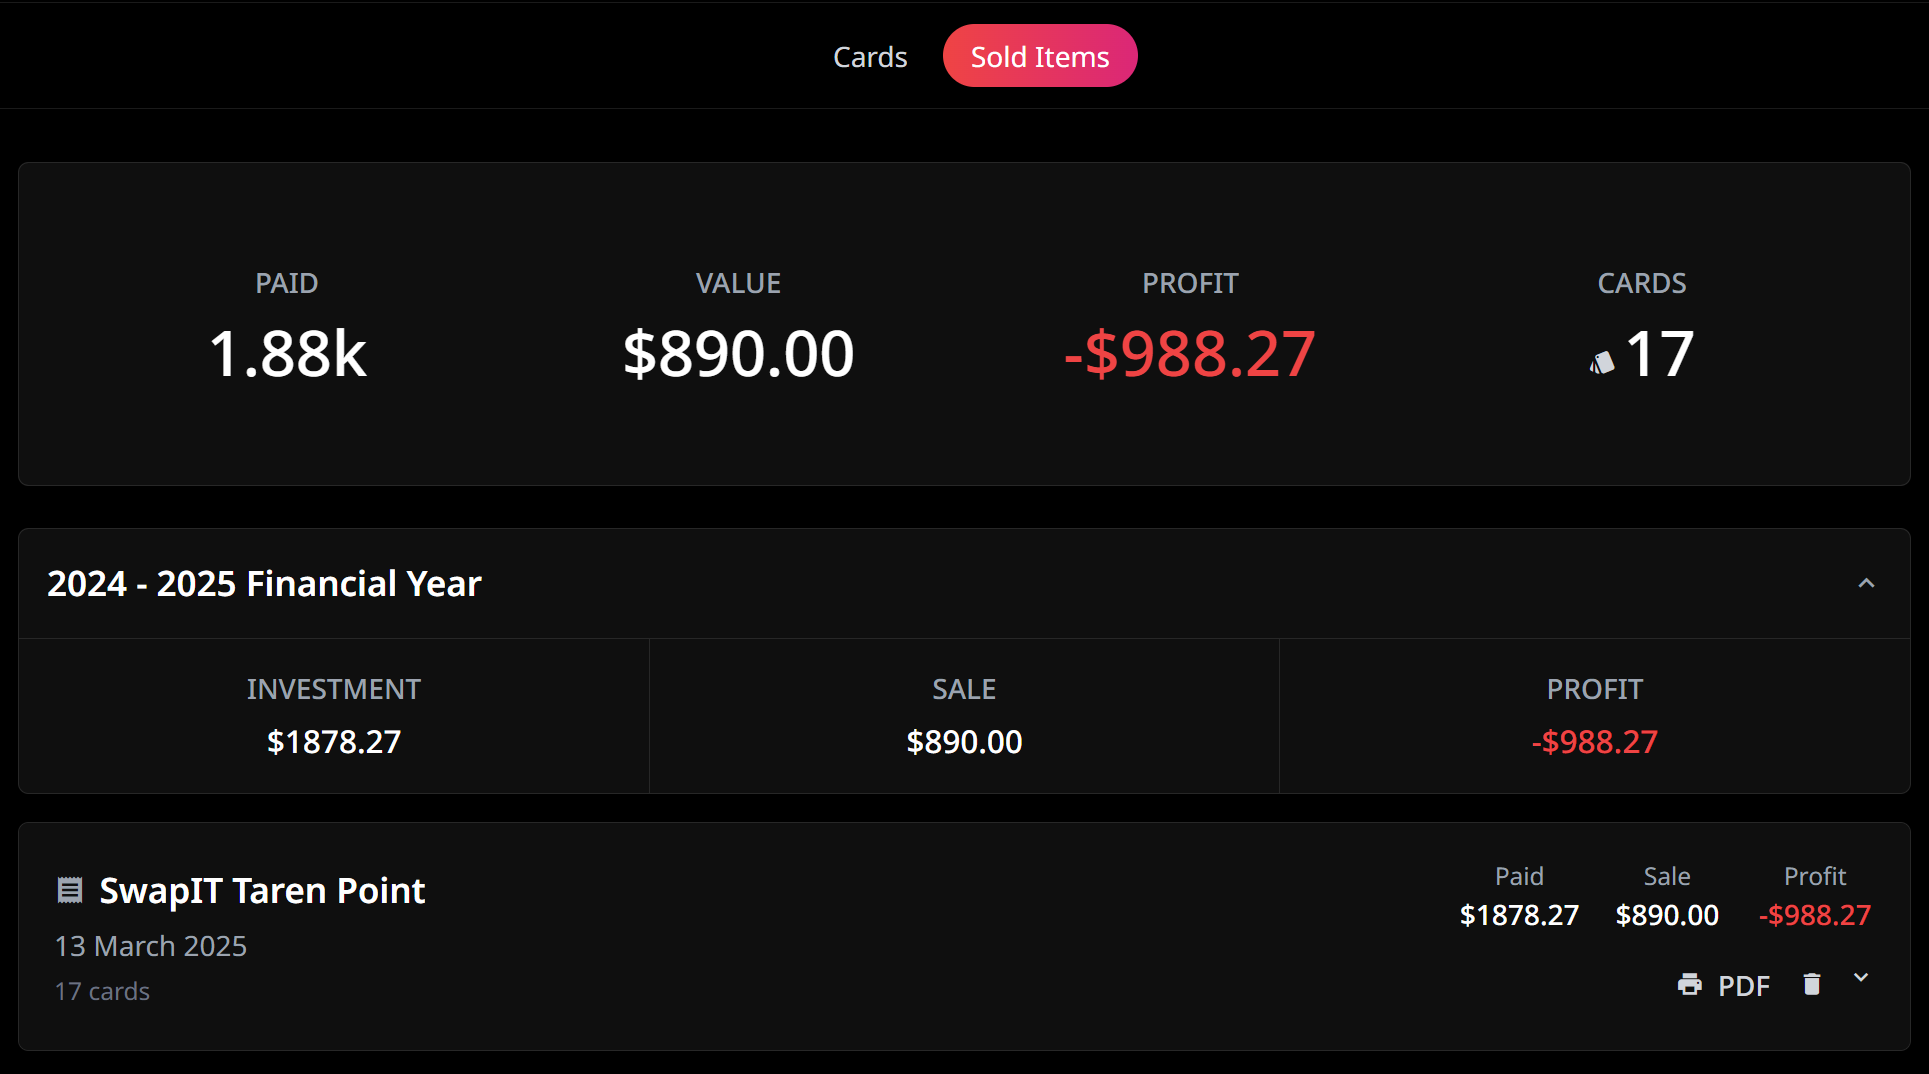 Cards
Sold Items
PAID
1.88k
VALUE
$890.00
PROFIT
-$988.27
CARDS
17
2024 - 2025 Financial Year
INVESTMENT
$1878.27
SALE
$890.00
PROFIT
-$988.27
SwapIT Taren Point
13 March 2025
17 cards
Paid
$1878.27
Sale
$890.00
Profit
-$988.27
PDF